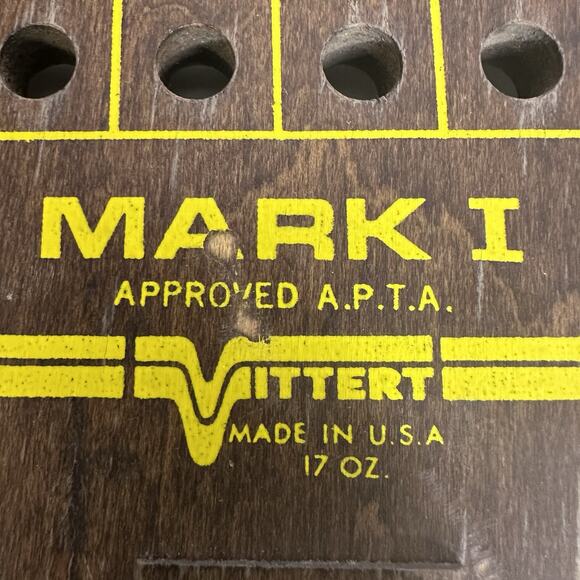 MARK I
APPROVED A.P.T.A.
VITTERT
MADE IN U.S.A
17 OZ.